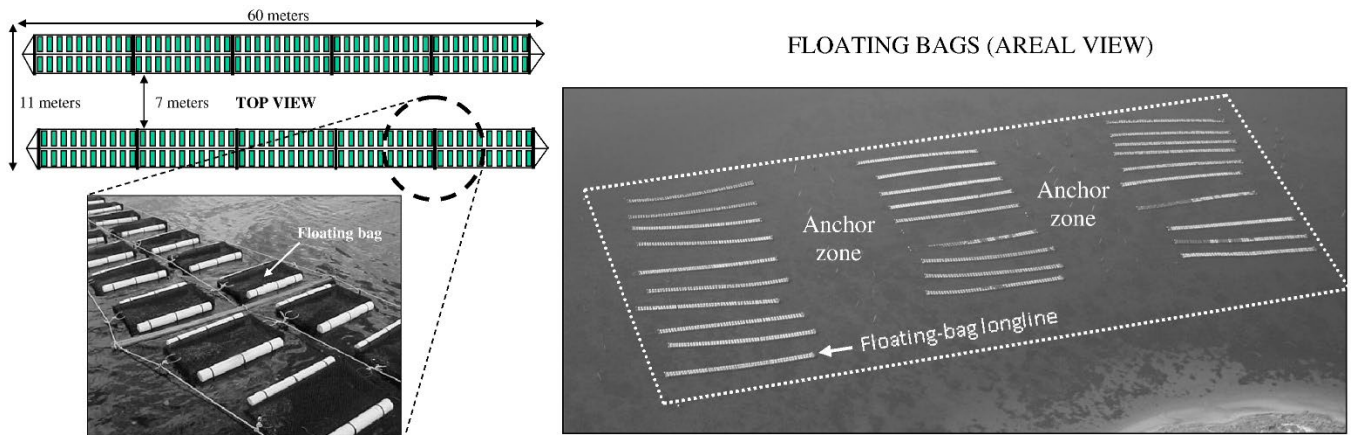 60 meters
11 meters
7 meters
TOP VIEW
Floating bag
FLOATING BAGS (AREAL VIEW)
Anchor
zone
Anchor
zone
Floating-bag longline